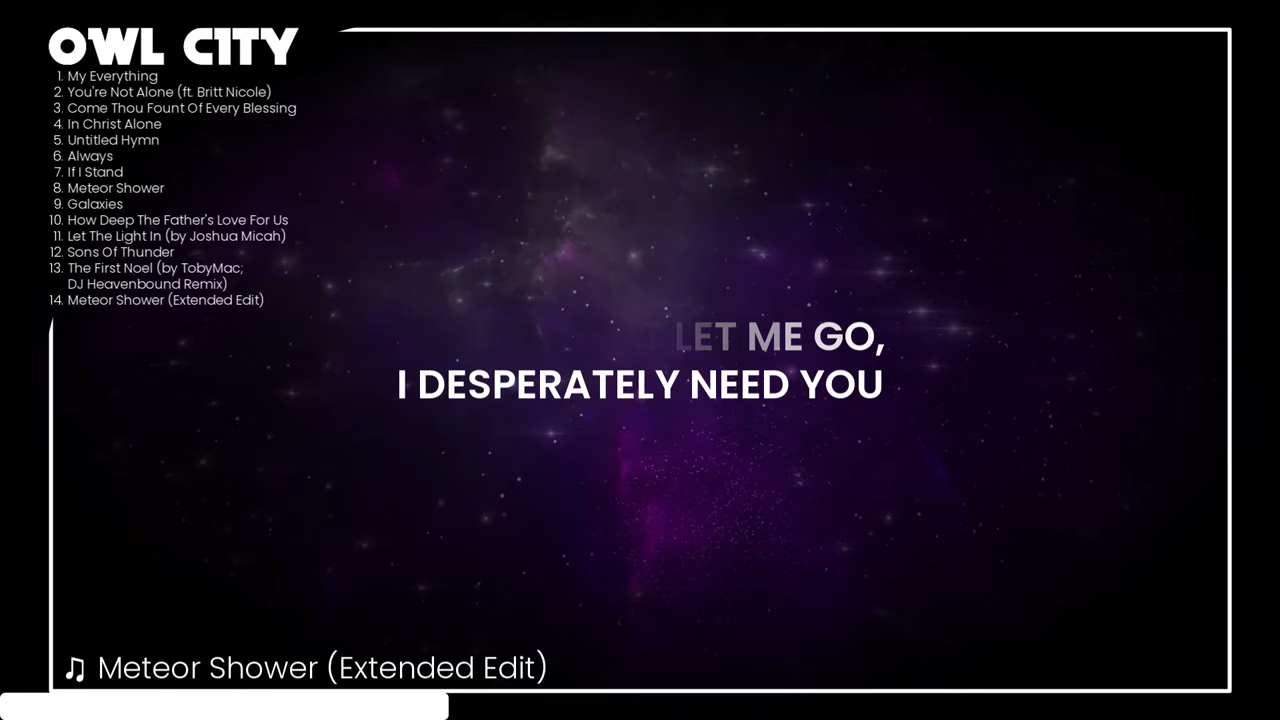 OWL CITY
1. My Everything
2. You're Not Alone (ft. Britt Nicole)
3. Come Thou Fount Of Every Blessing
4. In Christ Alone
5. Untitled Hymn
6. Always
7. If I Stand
8. Meteor Shower
9. Galaxies
10. How Deep The Father's Love For Us
11. Let The Light In (by Joshua Micah)
12. Sons Of Thunder
13. The First Noel (by TobyMac;
DJ Heavenbound Remix)
14. Meteor Shower (Extended Edit)
LET ME GO,
I DESPERATELY NEED YOU
♫ Meteor Shower (Extended Edit)